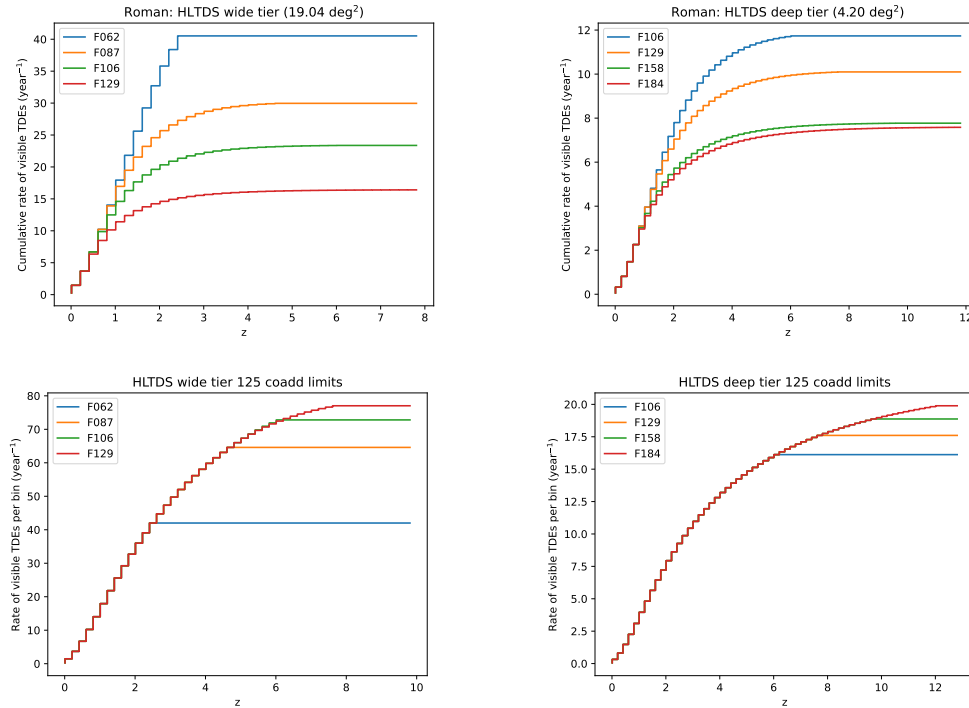 Roman: HLTDS wide tier (19.04 deg²)
Cumulative rate of visible TDEs (year⁻¹)
40
35
30
25
20
15
10
5
0
F062
F087
F106
F129
0 1 2 3 4 5 6 7 8
z
Roman: HLTDS deep tier (4.20 deg²)
Cumulative rate of visible TDEs (year⁻¹)
12
10
8
6
4
2
0
F106
F129
F158
F184
0 2 4 6 8 10 12
z
HLTDS wide tier 125 coadd limits
Rate of visible TDEs per bin (year⁻¹)
80
70
60
50
40
30
20
10
0
F062
F087
F106
F129
0 2 4 6 8 10
z
HLTDS deep tier 125 coadd limits
Rate of visible TDEs per bin (year⁻¹)
20.0
17.5
15.0
12.5
10.0
7.5
5.0
2.5
0.0
F106
F129
F158
F184
0 2 4 6 8 10 12
z